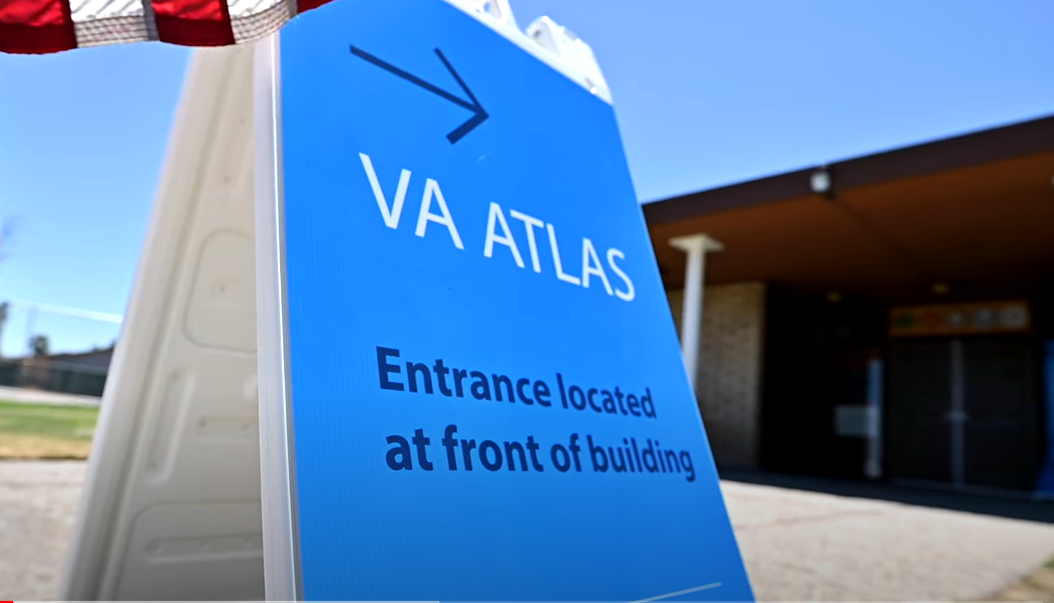 VA ATLAS
Entrance located
at front of building